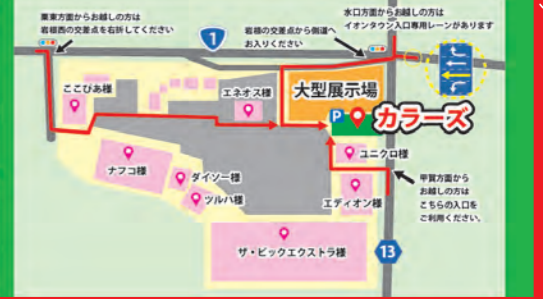 栗東方面からお越しの方は
岩根西の交差点を右折してください
1
岩根の交差点から側道へ
お入りください
水口方面からお越しの方は
イオンタウン入口専用レーンがあります
ここぴあ様
エネオス様
大型展示場
P
カラーズ
ナフコ様
ダイソー様
ツルハ様
ユニクロ様
エディオン様
甲賀方面から
お越しの方は
こちらの入口を
ご利用ください。
ザ・ビックエクストラ様
13